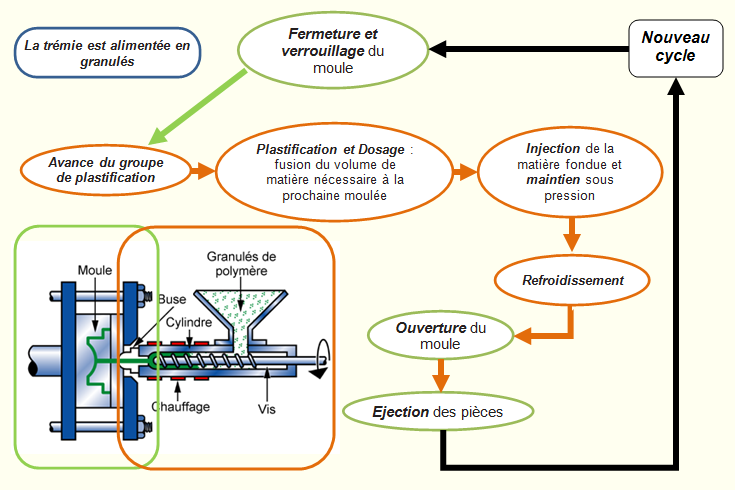 La trémie est alimentée en
granulés
Fermeture et
verrouillage du
moule
Nouveau
cycle
Avance du groupe
de plastification
Plastification et Dosage :
fusion du volume de
matière nécessaire à la
prochaine moulée
Injection de la
matière fondue et
maintien sous
pression
Refroidissement
Ouverture du
moule
Ejection des pièces
Granulés de
polymère
Moule
Buse
Cylindre
Chauffage
Vis